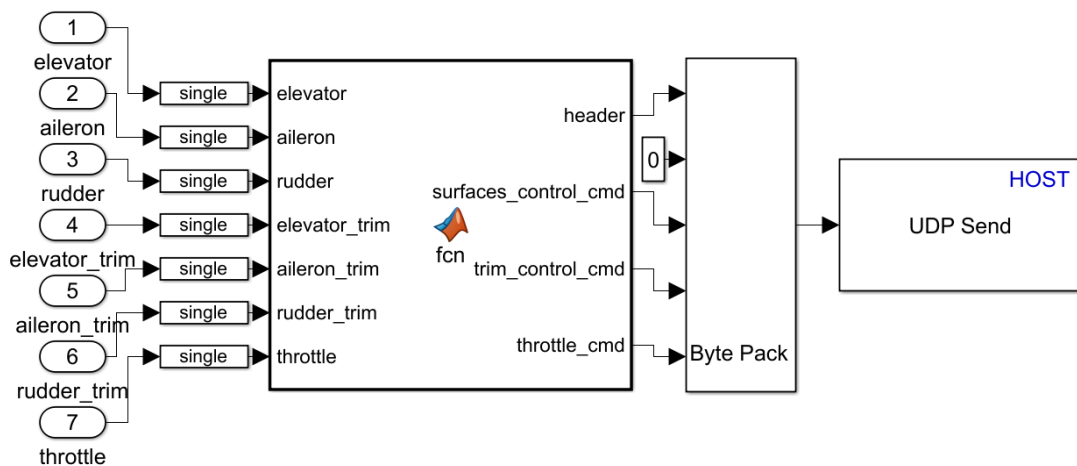 1
elevator
2
aileron
3
rudder
4
elevator_trim
5
aileron_trim
6
rudder_trim
7
throttle
single
single
single
single
single
single
single
elevator
aileron
rudder
elevator_trim
aileron_trim
rudder_trim
throttle
fcn
header
surfaces_control_cmd
trim_control_cmd
throttle_cmd
0
Byte Pack
HOST
UDP Send